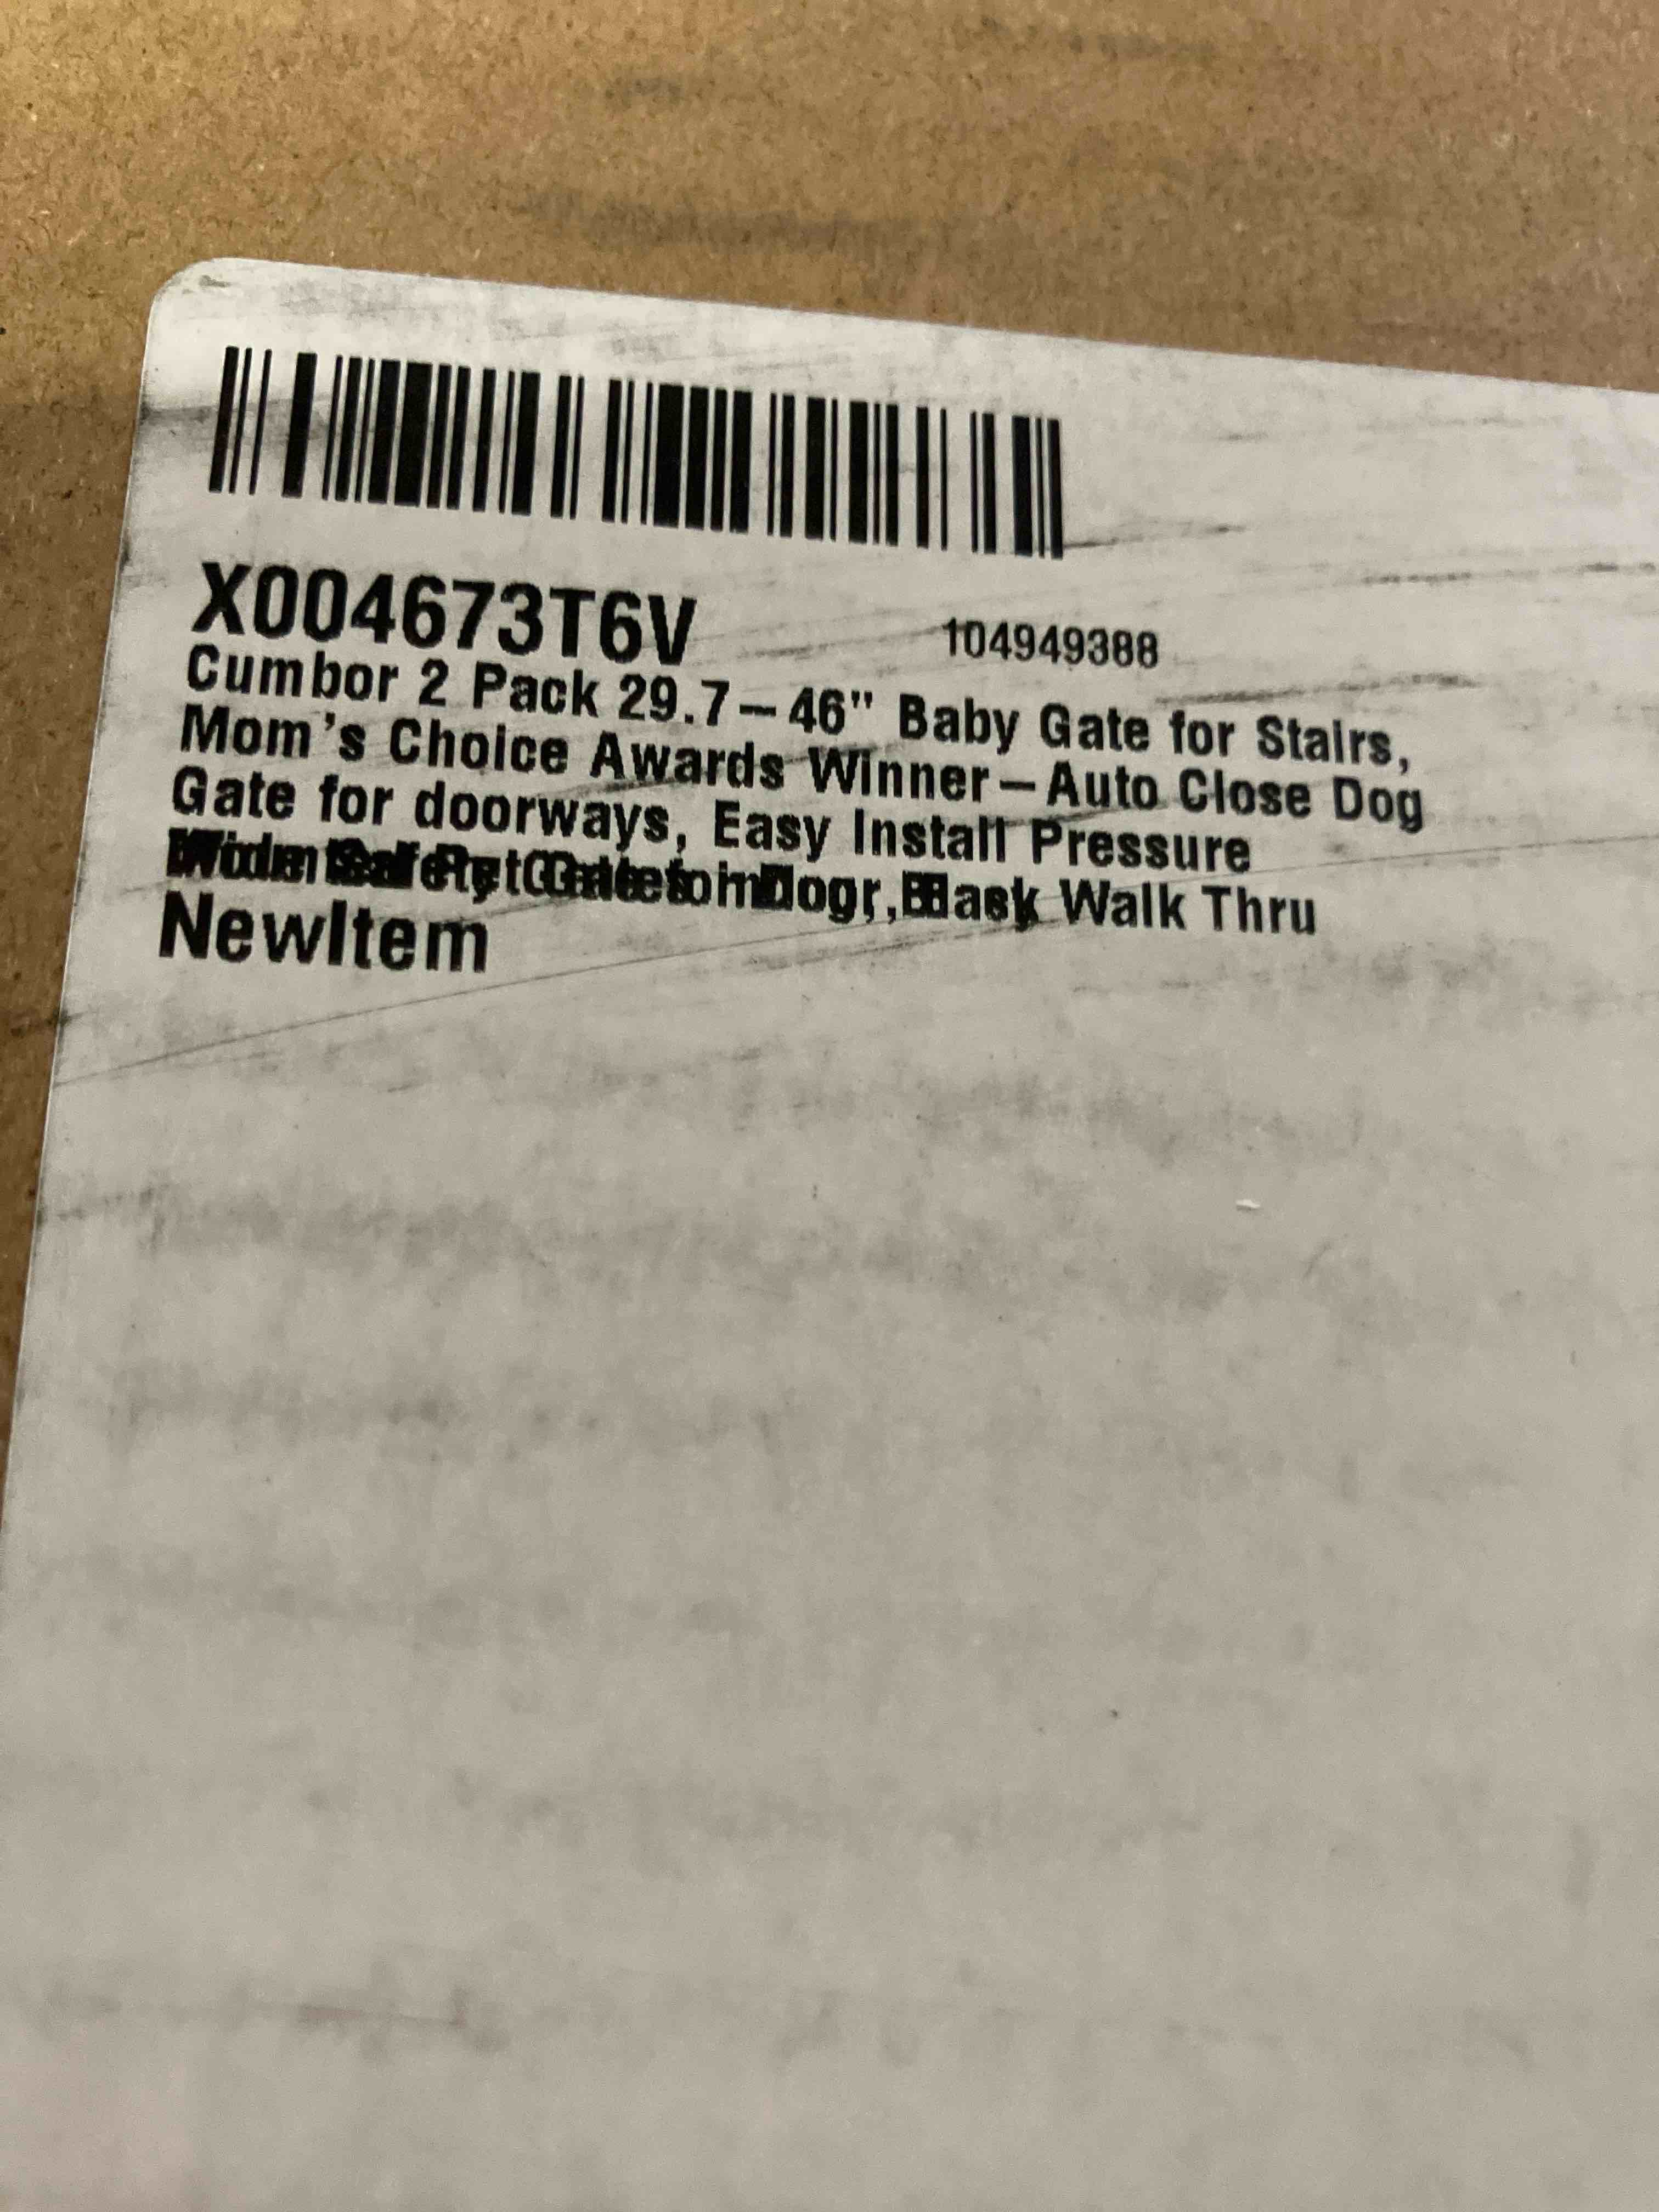 X004673T6V
104949388
Cumbor 2 Pack 29.7-46" Baby Gate for Stairs,
Mom's Choice Awards Winner-Auto Close Dog
Gate for doorways, Easy Install Pressure
Walk Thru
NewItem